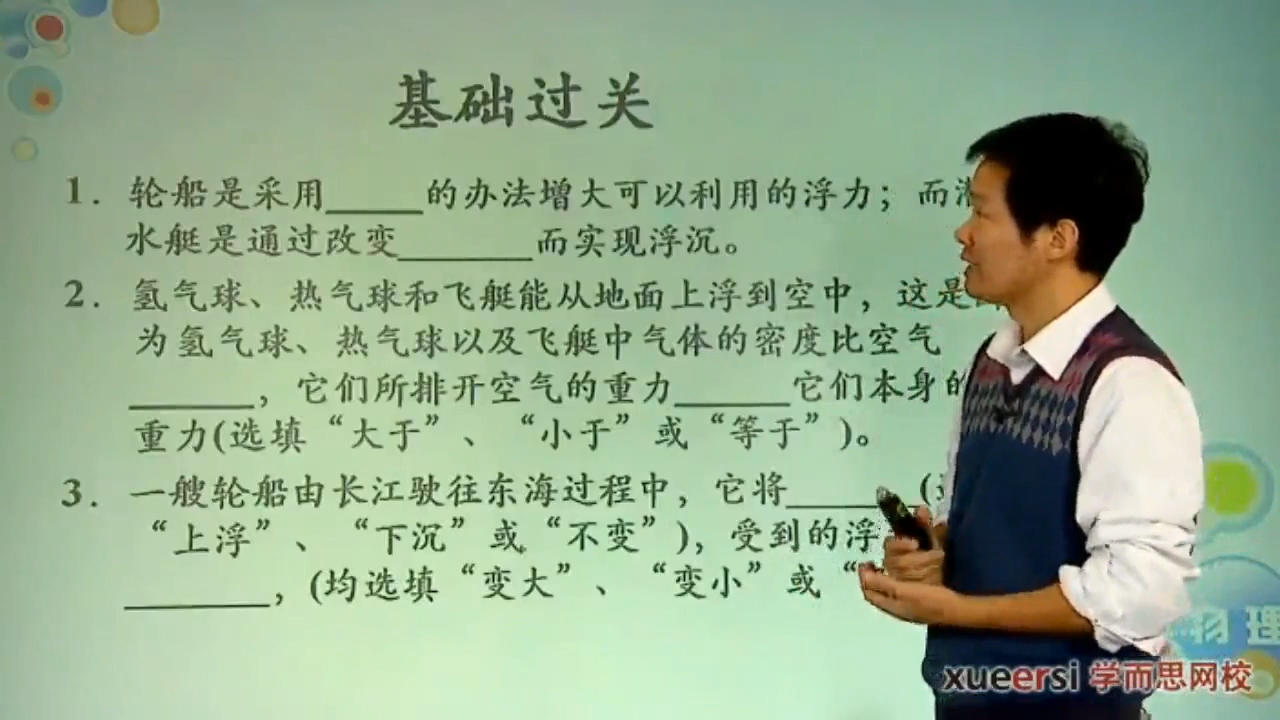 基础过关
1. 轮船是采用______的办法增大可以利用的浮力；而潜
水艇是通过改变________而实现浮沉。
2. 氢气球、热气球和飞艇能从地面上浮到空中，这是
为氢气球、热气球以及飞艇中气体的密度比空气
________，它们所排开空气的重力_______它们本身的
重力(选填“大于”、“小于”或“等于”)。
3. 一艘轮船由长江驶往东海过程中，它将________(
“上浮”、“下沉”或“不变”)，受到的浮
_________，(均选填“变大”、“变小”或“
物理
xueersi 学而思网校